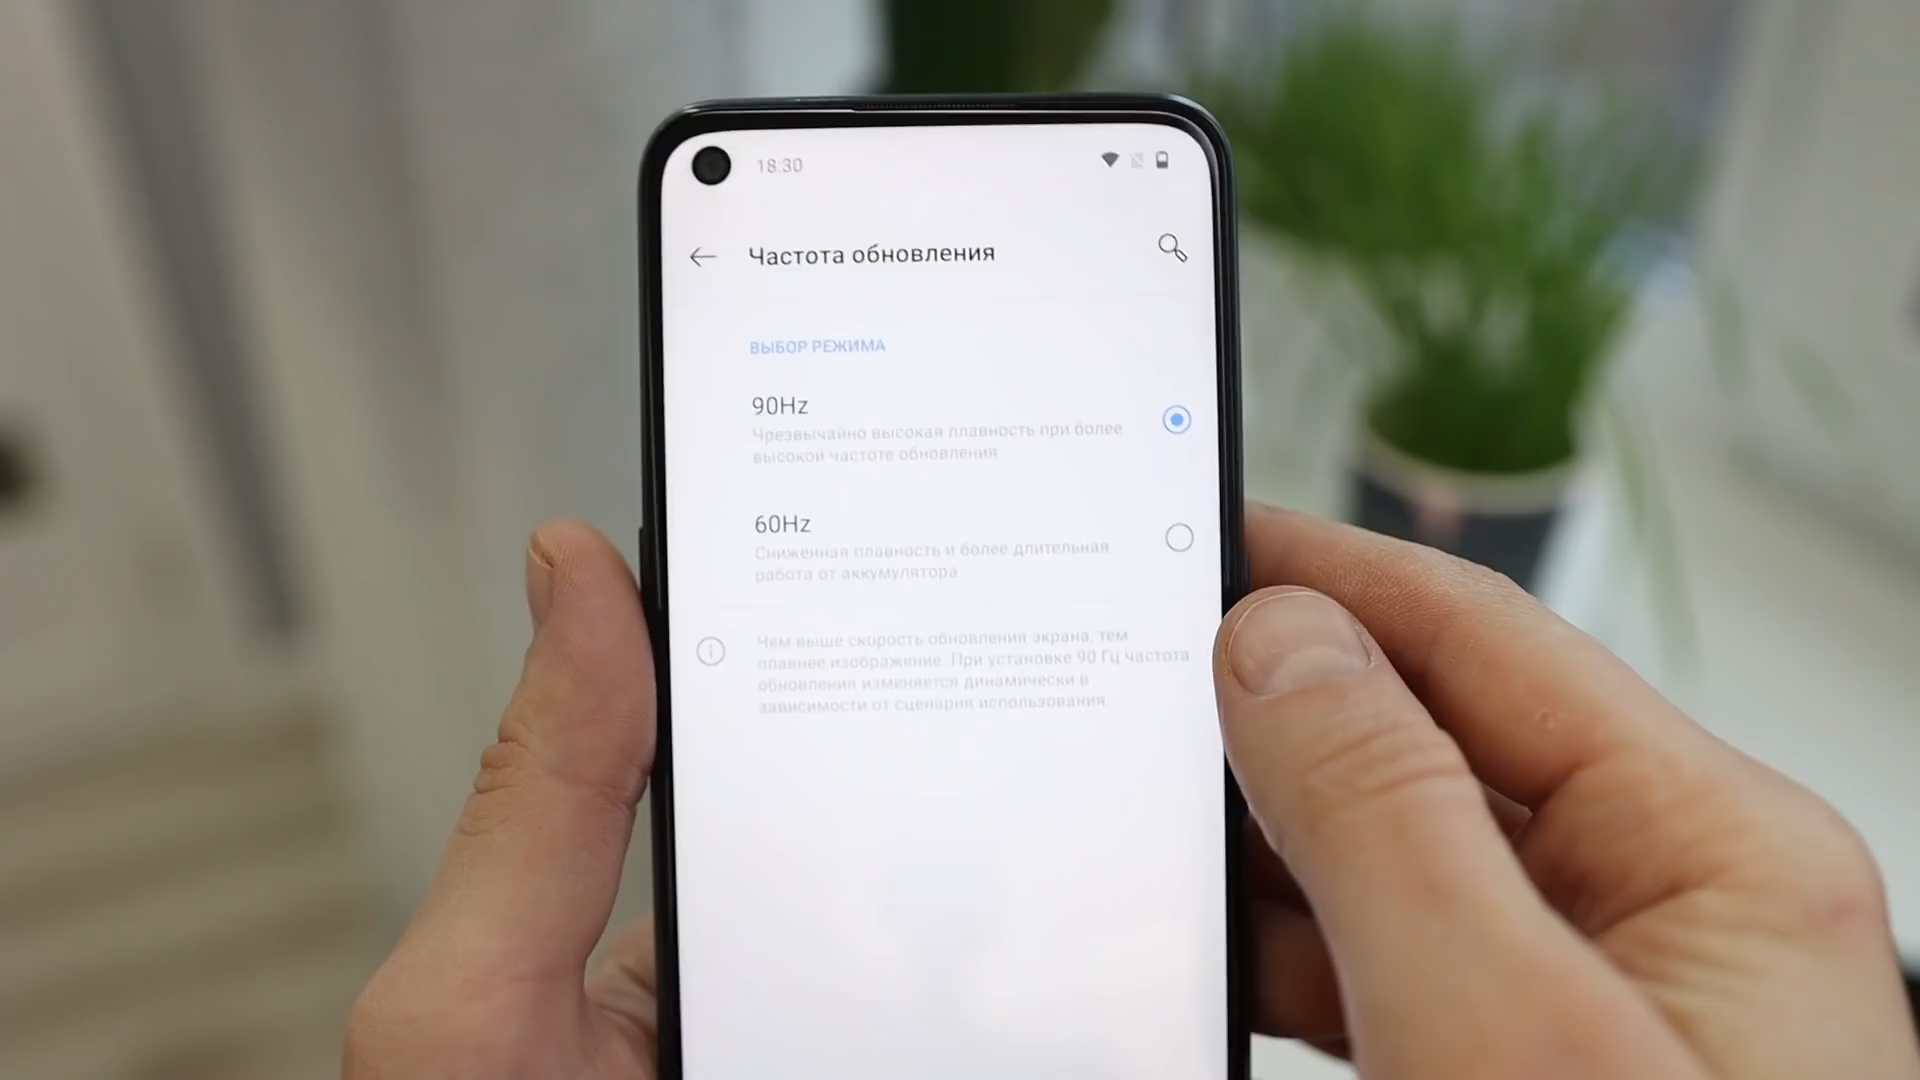 18:30
Частота обновления
ВЫБОР РЕЖИМА
90Hz
Чрезвычайно высокая плавность при более
высокой частоте обновления
60Hz
Сниженная плавность и более длительная
работа от аккумулятора
Чем выше скорость обновления экрана, тем
плавнее изображение. При установке 90 Гц частота
обновления изменяется динамически в
зависимости от сценария использования.